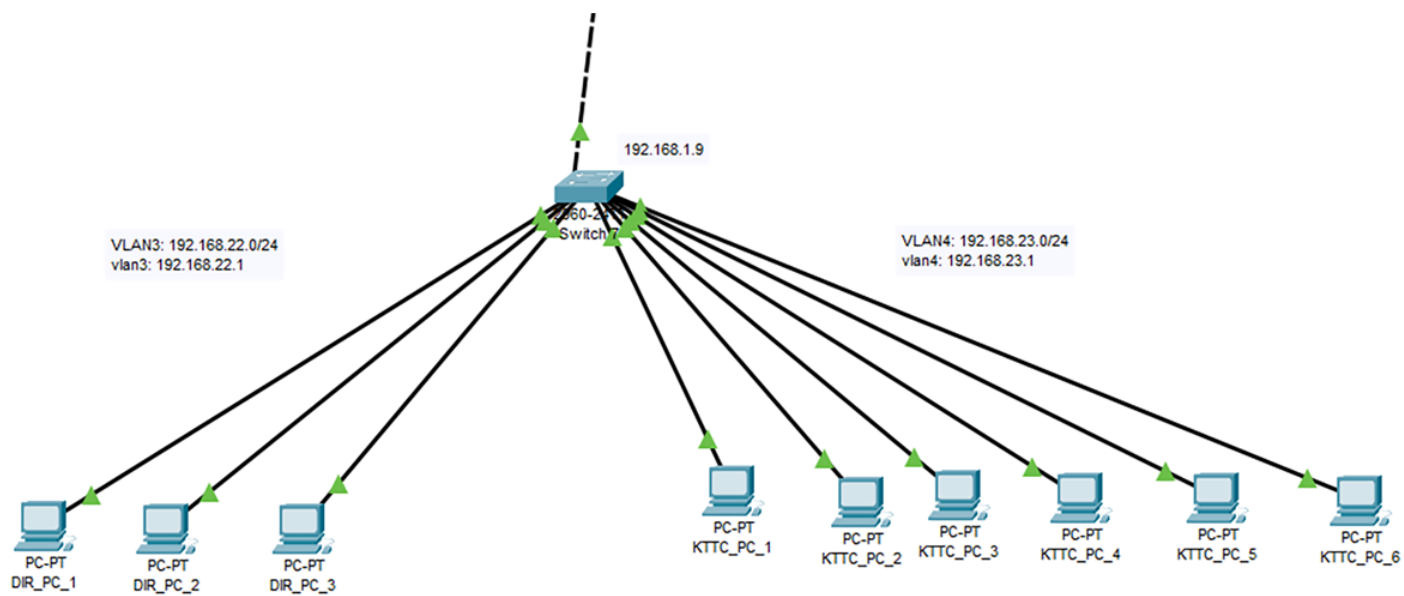 192.168.1.9
Switch
VLAN3: 192.168.22.0/24
vlan3: 192.168.22.1
VLAN4: 192.168.23.0/24
vlan4: 192.168.23.1
PC-PT
DIR_PC_1
PC-PT
DIR_PC_2
PC-PT
DIR_PC_3
PC-PT
KTTC_PC_1
PC-PT
KTTC_PC_2
PC-PT
KTTC_PC_3
PC-PT
KTTC_PC_4
PC-PT
KTTC_PC_5
PC-PT
KTTC_PC_6